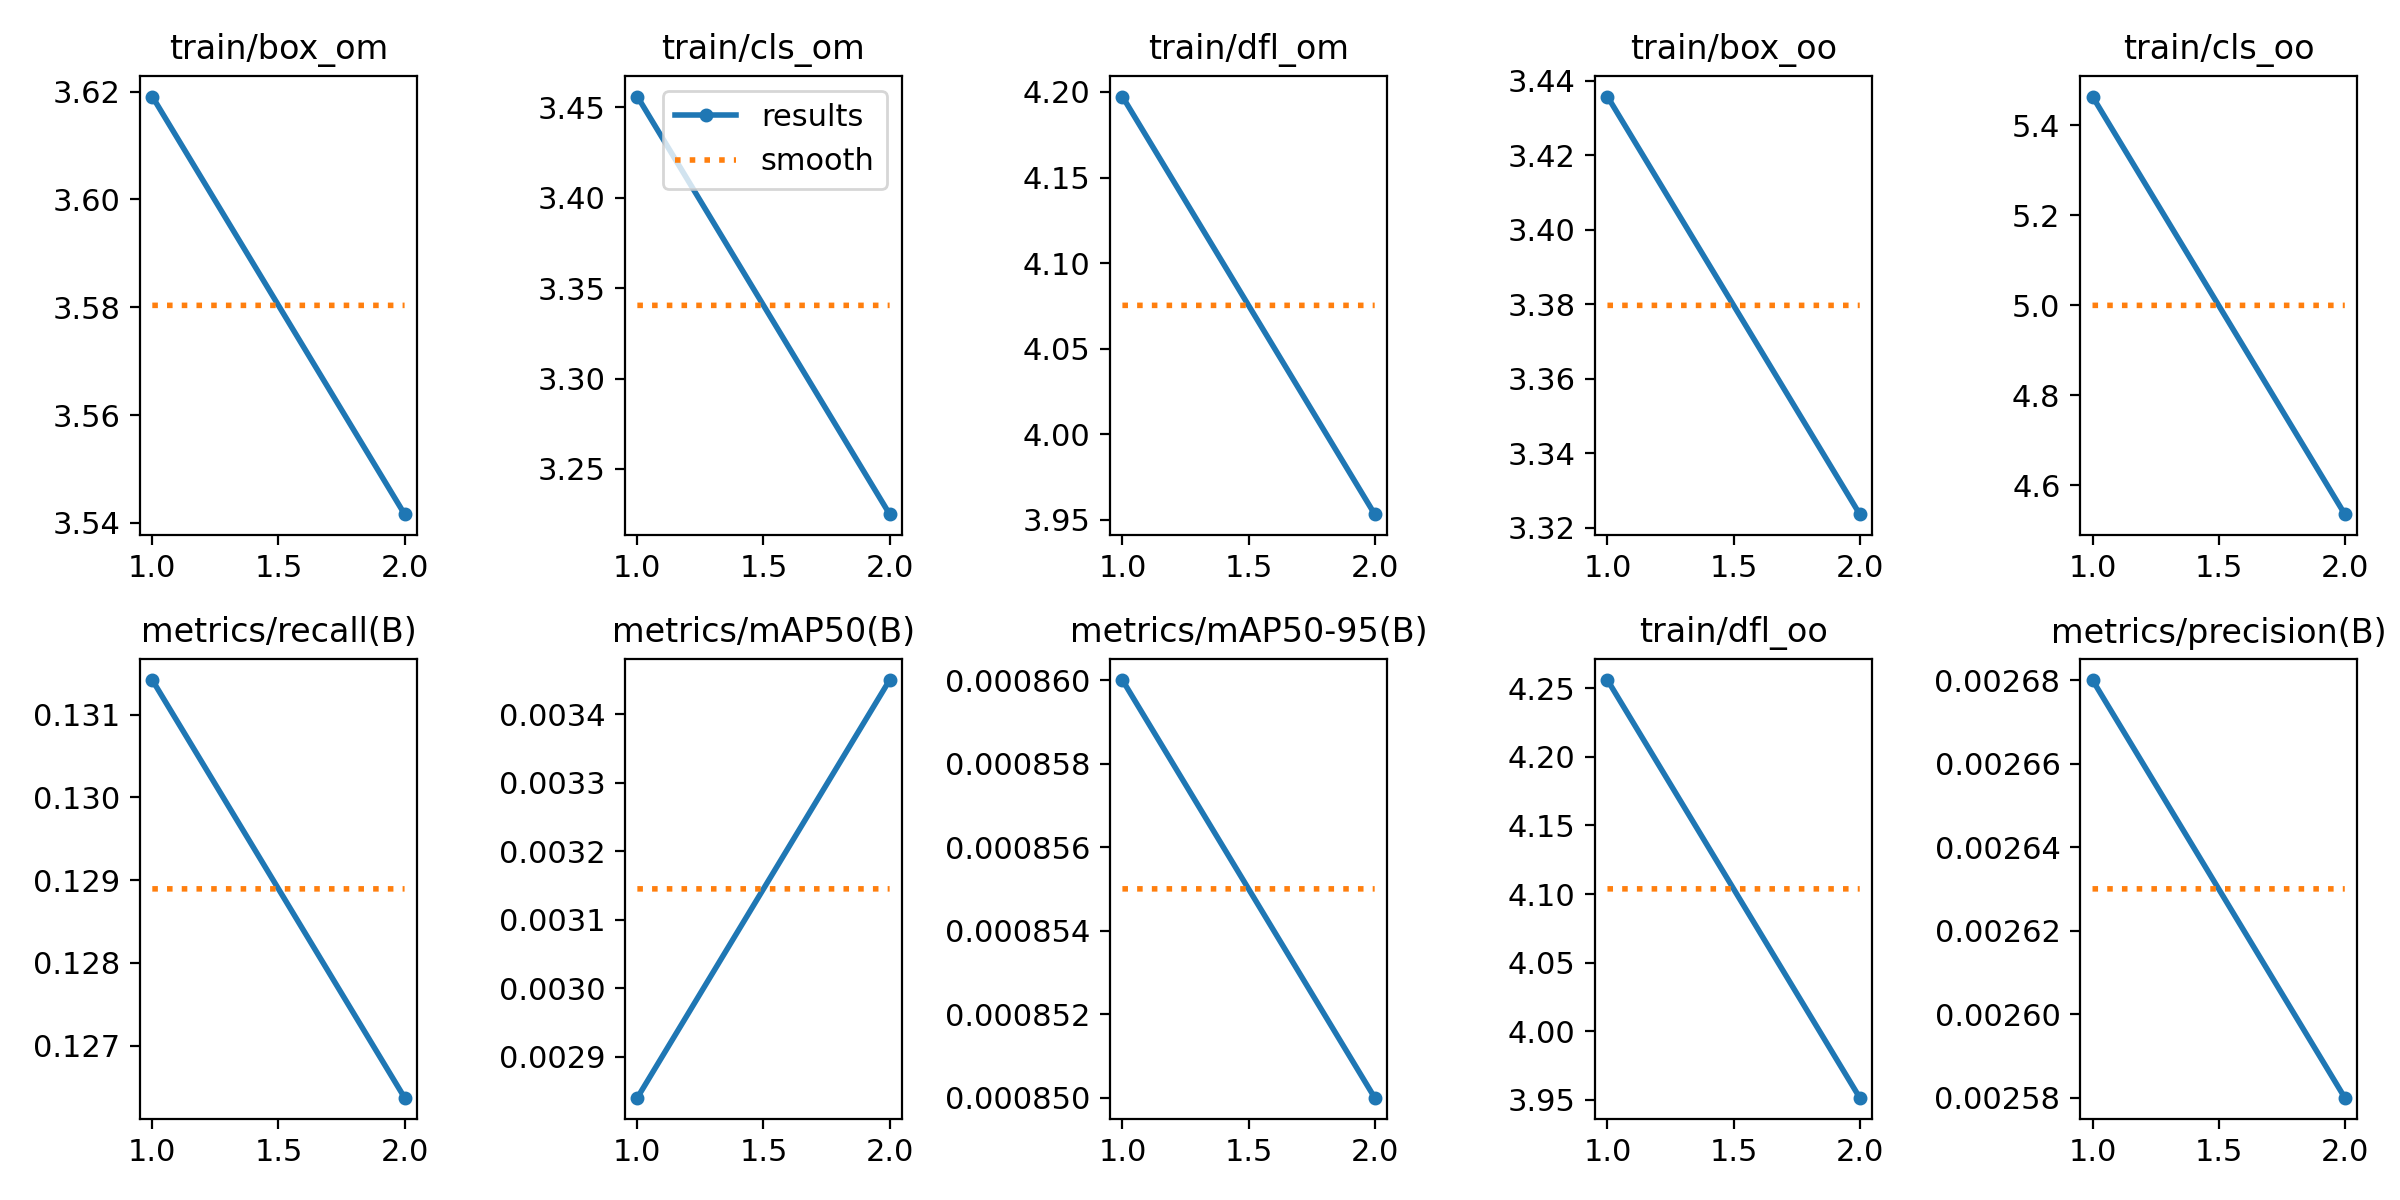 train/box_om
train/cls_om
train/dfl_om
train/box_oo
train/cls_oo
3.62
3.60
3.58
3.56
3.54
1.0 1.5 2.0
3.45
3.40
3.35
3.30
3.25
results
smooth
1.0 1.5 2.0
4.20
4.15
4.10
4.05
4.00
3.95
1.0 1.5 2.0
3.44
3.42
3.40
3.38
3.36
3.34
3.32
1.0 1.5 2.0
5.4
5.2
5.0
4.8
4.6
1.0 1.5 2.0
metrics/recall(B)
metrics/mAP50(B)
metrics/mAP50-95(B)
train/dfl_oo
metrics/precision(B)
0.131
0.130
0.129
0.128
0.127
1.0 1.5 2.0
0.0034
0.0033
0.0032
0.0031
0.0030
0.0029
1.0 1.5 2.0
0.000860
0.000858
0.000856
0.000854
0.000852
0.000850
1.0 1.5 2.0
4.25
4.20
4.15
4.10
4.05
4.00
3.95
1.0 1.5 2.0
0.00268
0.00266
0.00264
0.00262
0.00260
0.00258
1.0 1.5 2.0